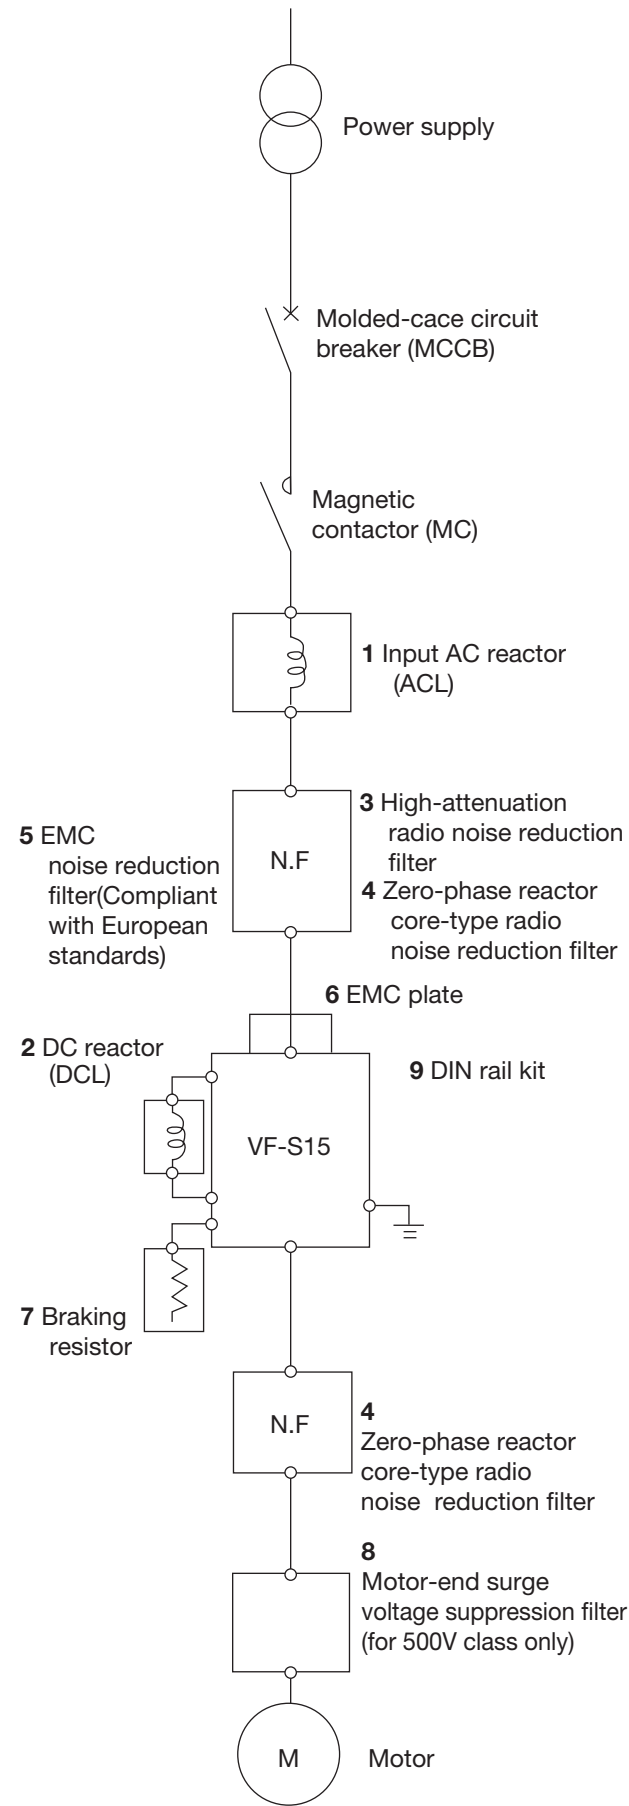 Power supply
Molded-cace circuit
breaker (MCCB)
Magnetic
contactor (MC)
1 Input AC reactor
(ACL)
3 High-attenuation
radio noise reduction
filter
4 Zero-phase reactor
core-type radio
noise reduction filter
5 EMC
noise reduction
filter(Compliant
with European
standards)
N.F
6 EMC plate
2 DC reactor
(DCL)
9 DIN rail kit
VF-S15
7 Braking
resistor
N.F
4
Zero-phase reactor
core-type radio
noise reduction filter
8
Motor-end surge
voltage suppression filter
(for 500V class only)
M
Motor